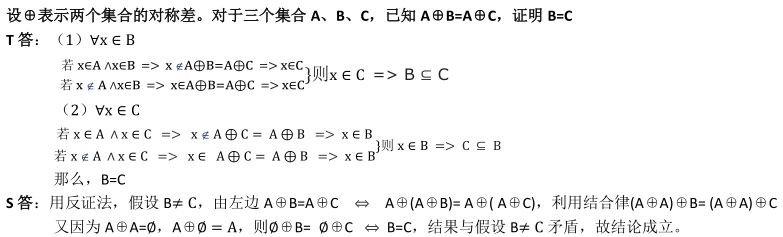 设⊕表示两个集合的对称差。对于三个集合 A、B、C，已知 A⊕B=A⊕C，证明 B=C
T 答：（1）∀x ∈ B
若 x∈A ∧x∈B => x ∉A⊕B=A⊕C => x∈C
若 x ∉ A ∧x∈B => x∈A⊕B=A⊕C => x∈C
}则x ∈ C => B ⊆ C
（2）∀x ∈ C
若 x ∈ A ∧ x ∈ C => x ∉ A ⊕ C = A ⊕ B => x ∈ B
若 x ∉ A ∧ x ∈ C => x ∈ A ⊕ C = A ⊕ B => x ∈ B
}则 x ∈ B => C ⊆ B
那么，B=C
S 答：用反证法，假设 B≠ C，由左边 A⊕B=A⊕C ⇔ A⊕(A⊕B)= A⊕( A⊕C)，利用结合律(A⊕A)⊕B= (A⊕A)⊕C
又因为 A⊕A=∅，A⊕∅ = A，则∅⊕B= ∅⊕C ⇔ B=C，结果与假设 B≠ C 矛盾，故结论成立。